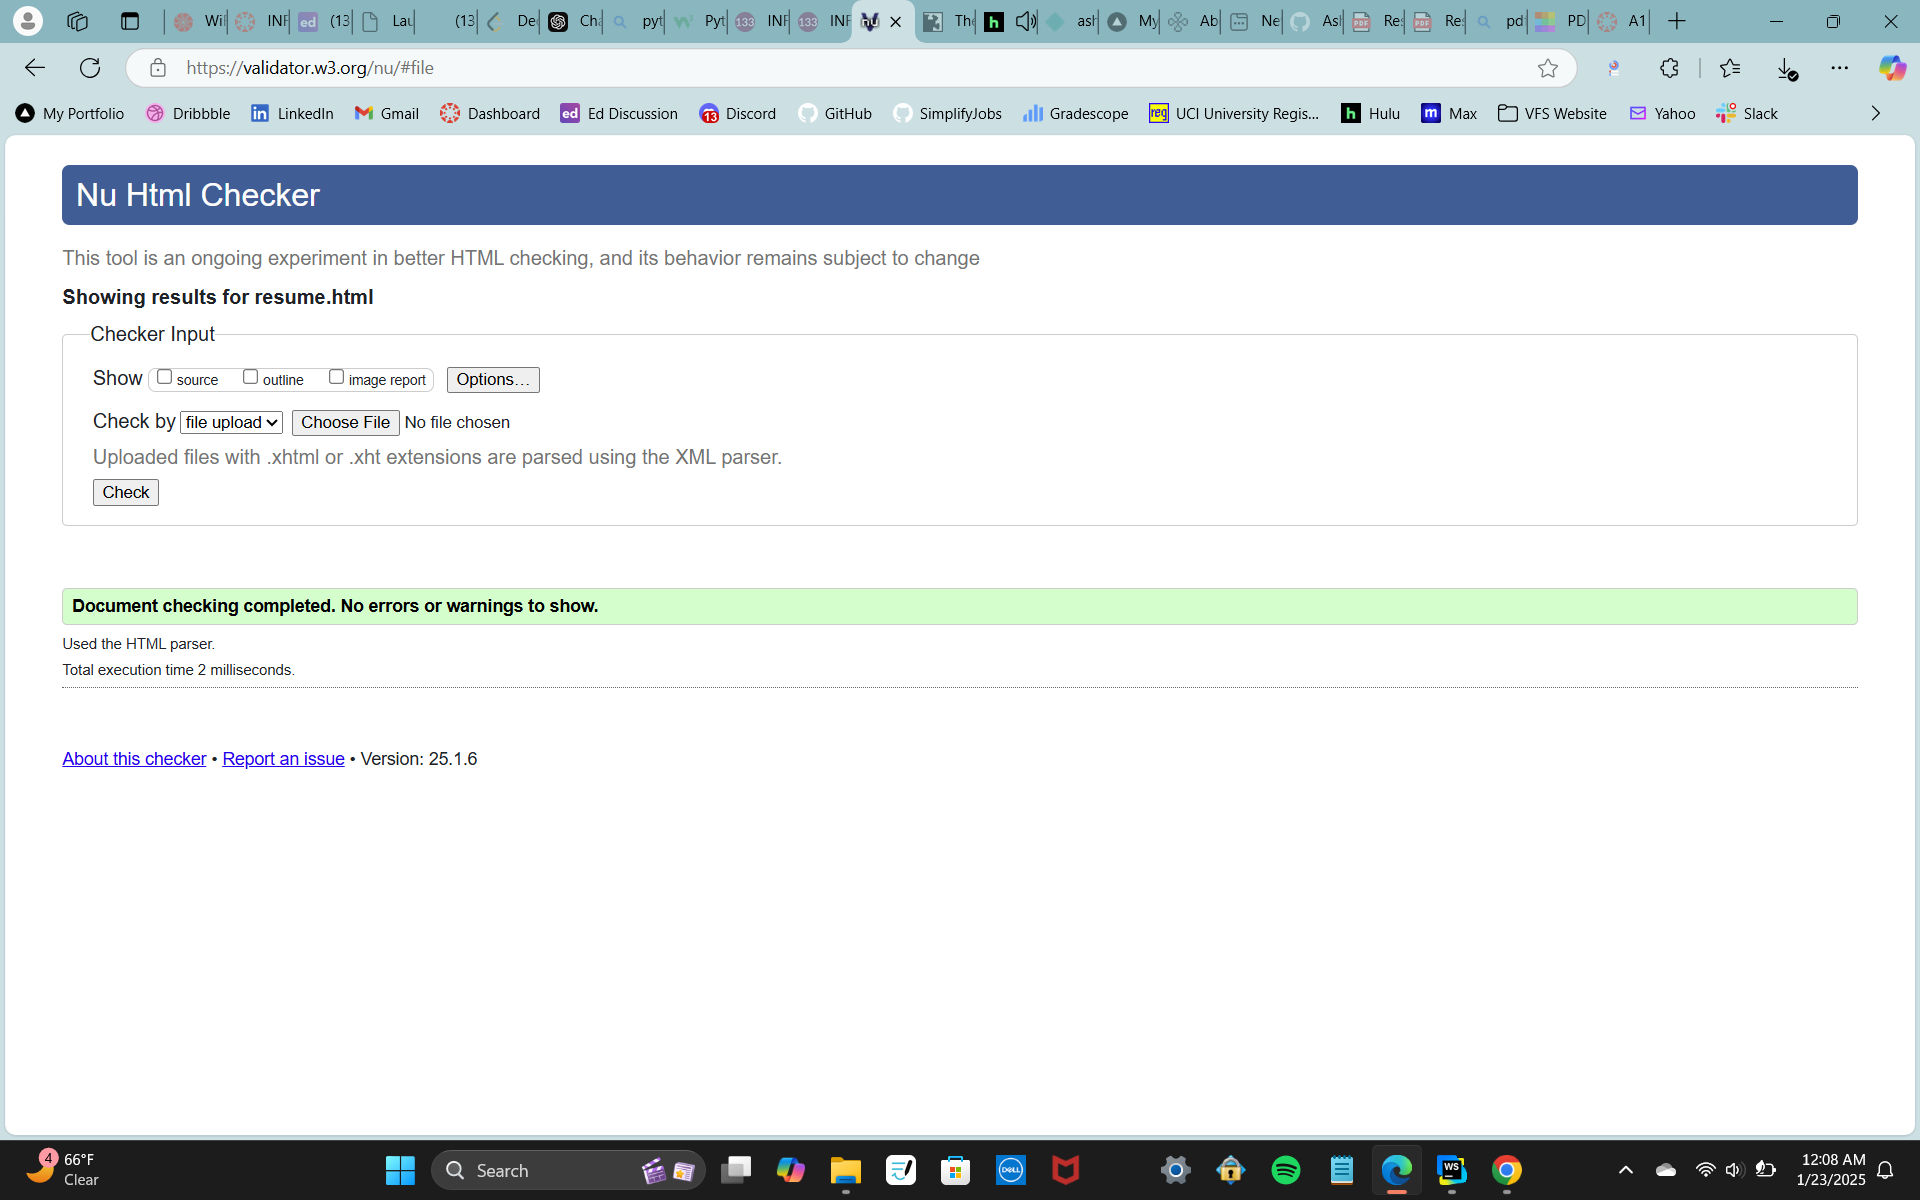 Wi
INF
(13
Lau
(13
De
Cha
pyt
Pyt
INF
INF
The
ash
My
Ab
Ne
Ash
Res
Res
pd
PD
A1
https://validator.w3.org/nu/#file
My Portfolio
Dribbble
LinkedIn
Gmail
Dashboard
Ed Discussion
Discord
GitHub
SimplifyJobs
Gradescope
UCI University Regis...
Hulu
Max
VFS Website
Yahoo
Slack
Nu Html Checker
This tool is an ongoing experiment in better HTML checking, and its behavior remains subject to change
Showing results for resume.html
Checker Input
Show source outline image report Options...
Check by file upload Choose File No file chosen
Uploaded files with .xhtml or .xht extensions are parsed using the XML parser.
Check
Document checking completed. No errors or warnings to show.
Used the HTML parser.
Total execution time 2 milliseconds.
About this checker • Report an issue • Version: 25.1.6
4
66°F
Clear
Search
12:08 AM
1/23/2025